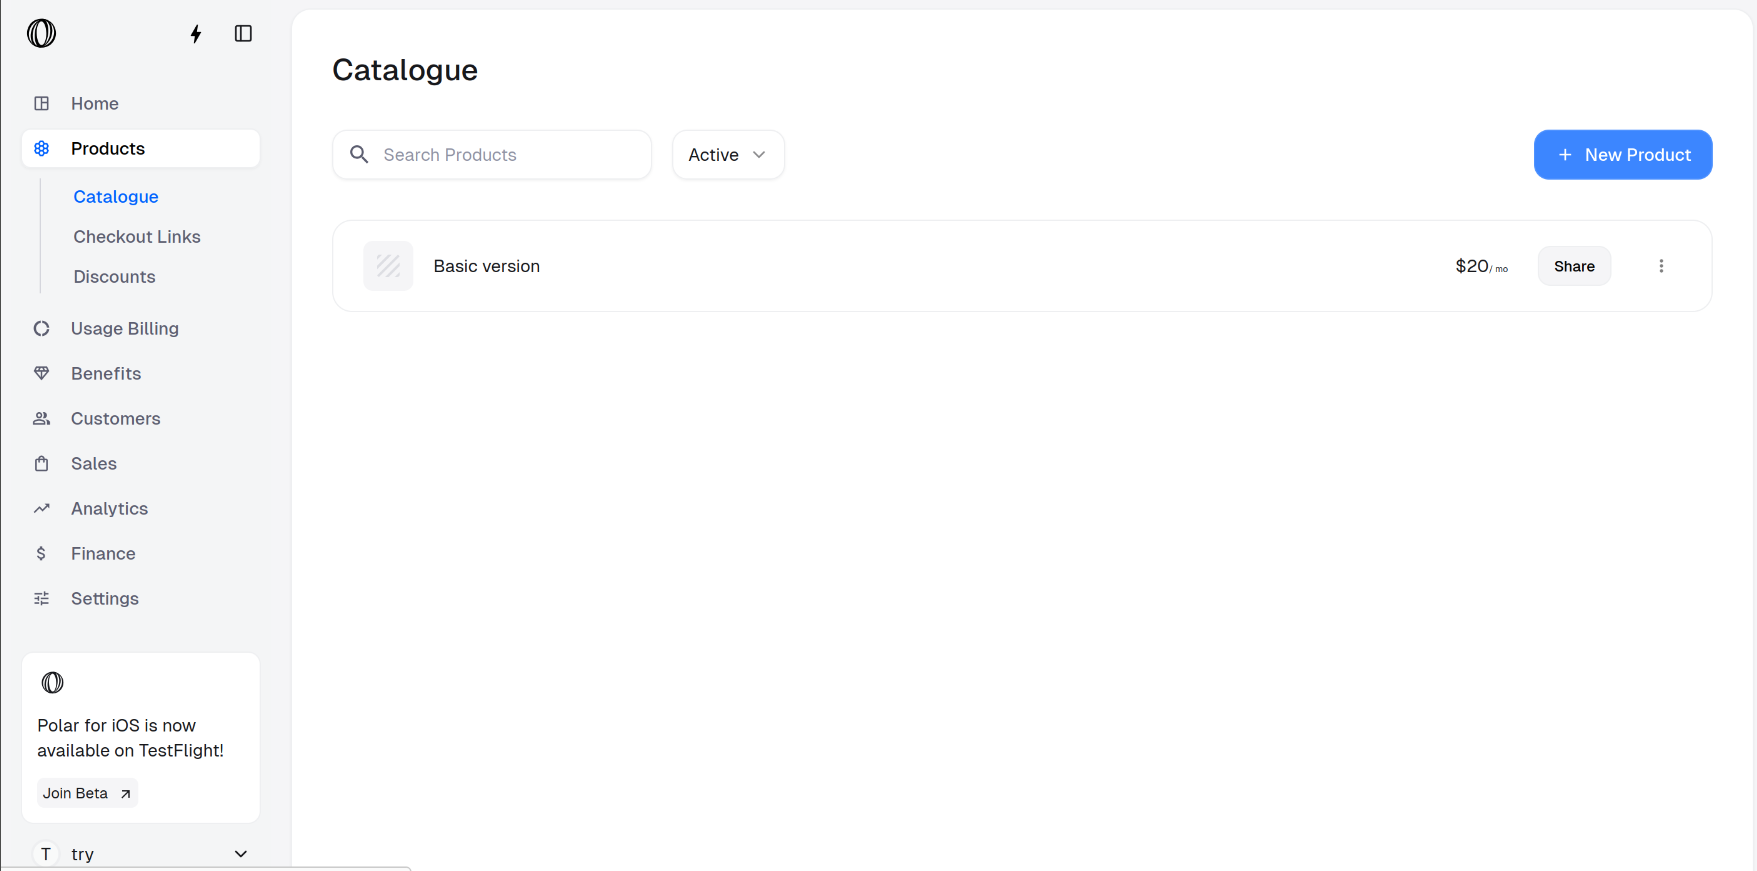 Home
Products
Catalogue
Checkout Links
Discounts
Usage Billing
Benefits
Customers
Sales
Analytics
Finance
Settings
Polar for iOS is now
available on TestFlight!
Join Beta
T try
Catalogue
Search Products
Active
New Product
Basic version
$20/ mo
Share